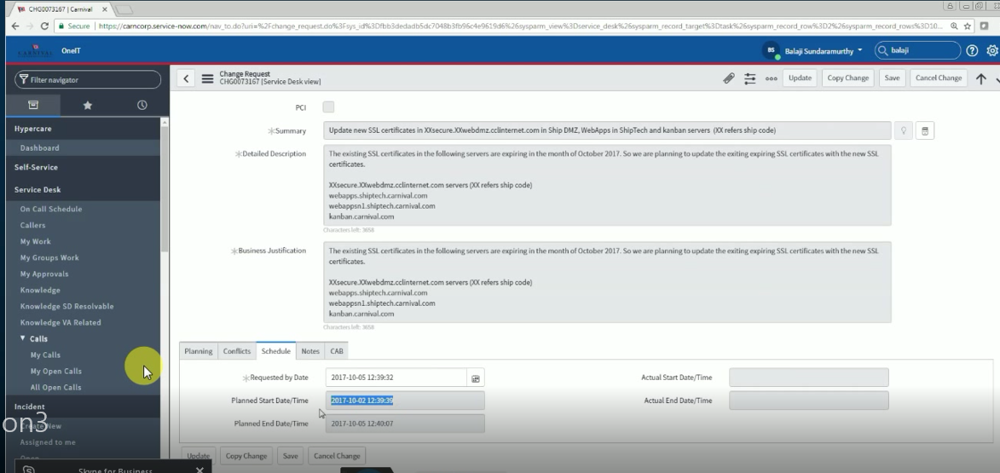 CHG0073167 | Carnival
Secure | https://carncorp.service-now.com/nav_to.do?uri=%2Fchange_request.do%3Fsys_id%3Dfbb3dedadb5dc7048b3fb96c4e9619d6%26sysparm_view%3Dservice_desk%26sysparm_record_target%3Dtask%26sysparm_record_row%3D2%26sysparm_record_rows%3D10...
CARNIVAL OneIT BS Balaji Sundaramurthy balaji
Filter navigator
Change Request
CHG0073167 [Service Desk view]
Update Copy Change Save Cancel Change
Hypercare
Dashboard
Self-Service
Service Desk
On Call Schedule
Callers
My Work
My Groups Work
My Approvals
Knowledge
Knowledge SD Resolvable
Knowledge VA Related
Calls
My Calls
My Open Calls
All Open Calls
Incident
Create New
Assigned to me
Open
on3
Skype for Business
PCI
Summary Update new SSL certificates in XXsecure.XXwebdmz.cclinternet.com in Ship DMZ, WebApps in ShipTech and kanban servers (XX refers ship code)
Detailed Description The existing SSL certificates in the following servers are expiring in the month of October 2017. So we are planning to update the exiting expiring SSL certificates with the new SSL
certificates.
XXsecure.XXwebdmz.cclinternet.com servers (XX refers ship code)
webapps.shiptech.carnival.com
webappsn1.shiptech.carnival.com
kanban.carnival.com
Characters left: 3658
Business Justification The existing SSL certificates in the following servers are expiring in the month of October 2017. So we are planning to update the exiting expiring SSL certificates with the new SSL
certificates.
XXsecure.XXwebdmz.cclinternet.com servers (XX refers ship code)
webapps.shiptech.carnival.com
webappsn1.shiptech.carnival.com
kanban.carnival.com
Characters left: 3658
Planning Conflicts Schedule Notes CAB
Requested by Date 2017-10-05 12:39:32 Actual Start Date/Time
Planned Start Date/Time 2017-10-02 12:39:39 Actual End Date/Time
Planned End Date/Time 2017-10-05 12:40:07
Update Copy Change Save Cancel Change